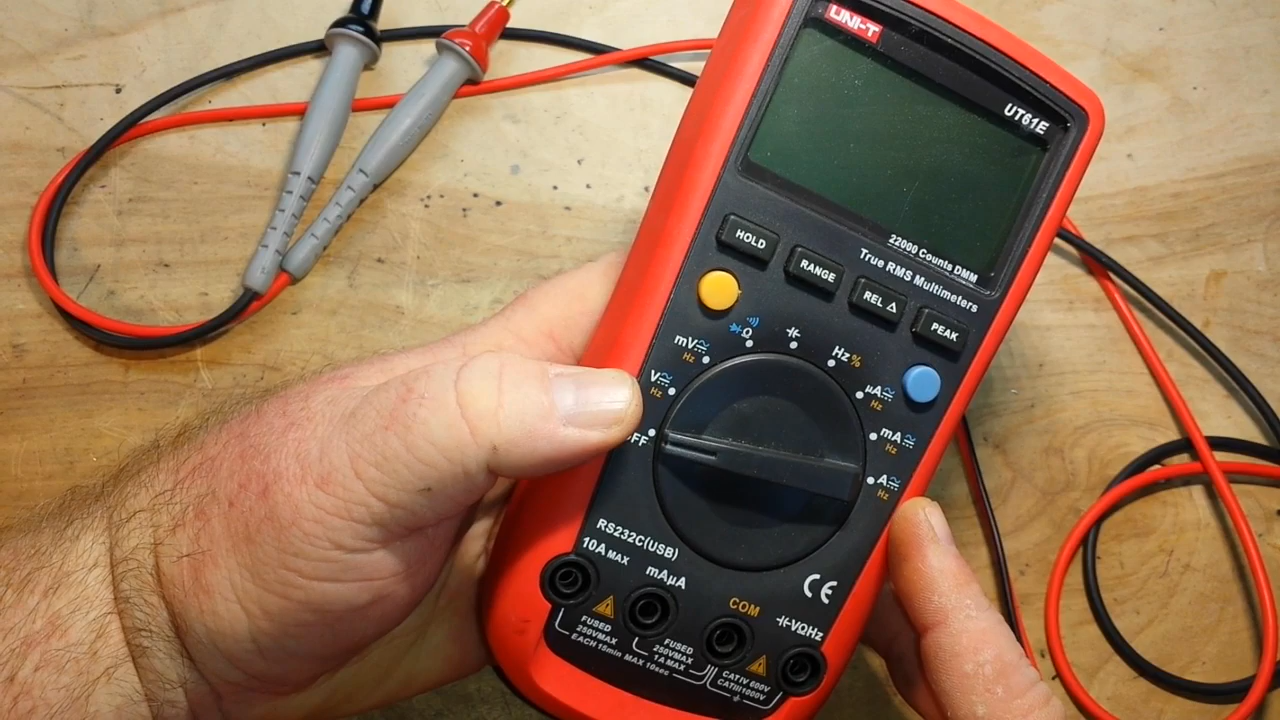 UNI-T
UT61E
22000 Counts DMM
True RMS Multimeters
HOLD
RANGE
REL △
PEAK
mV⎓~
Hz
Ω
Hz%
V⎓~
Hz
μA⎓~
Hz
FF
mA⎓~
A⎓~
Hz
RS232C(USB)
10A MAX
mAμA
COM
VΩHz
CE
FUSED
250VMAX
EACH 15min MAX 10sec
FUSED
250VMAX
1A MAX
CATIV 600V
CATIII1000V